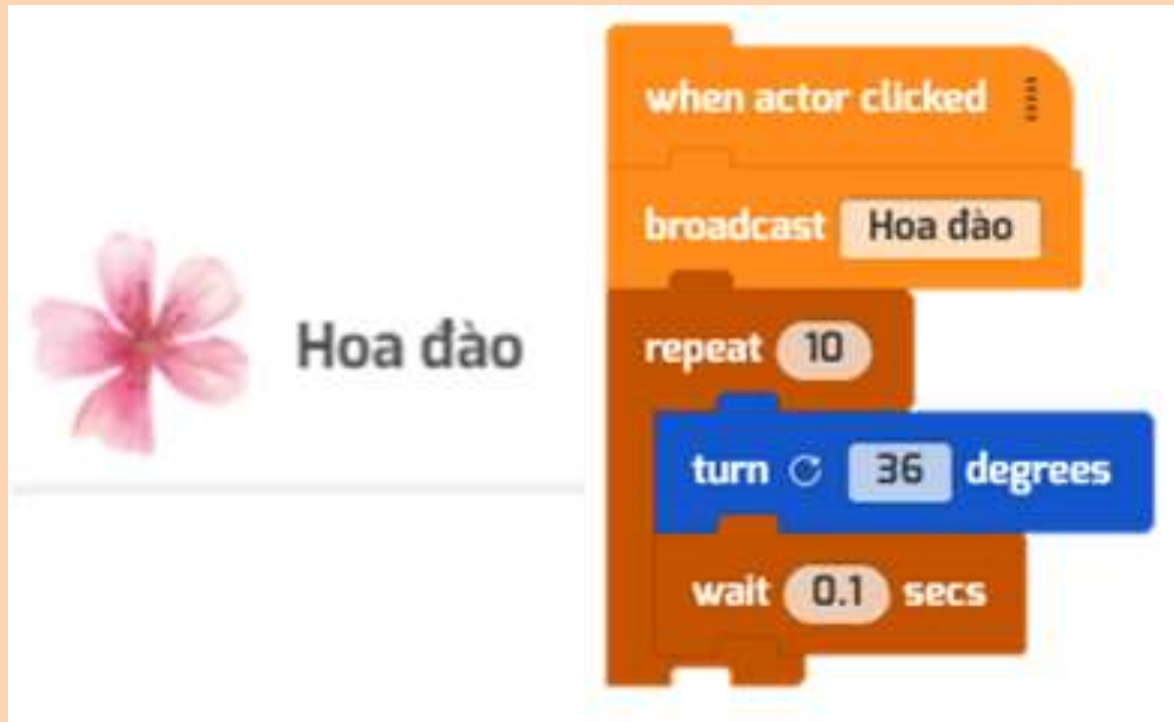 Hoa đào
when actor clicked
broadcast Hoa đào
repeat 10
turn 36 degrees
wait 0.1 secs